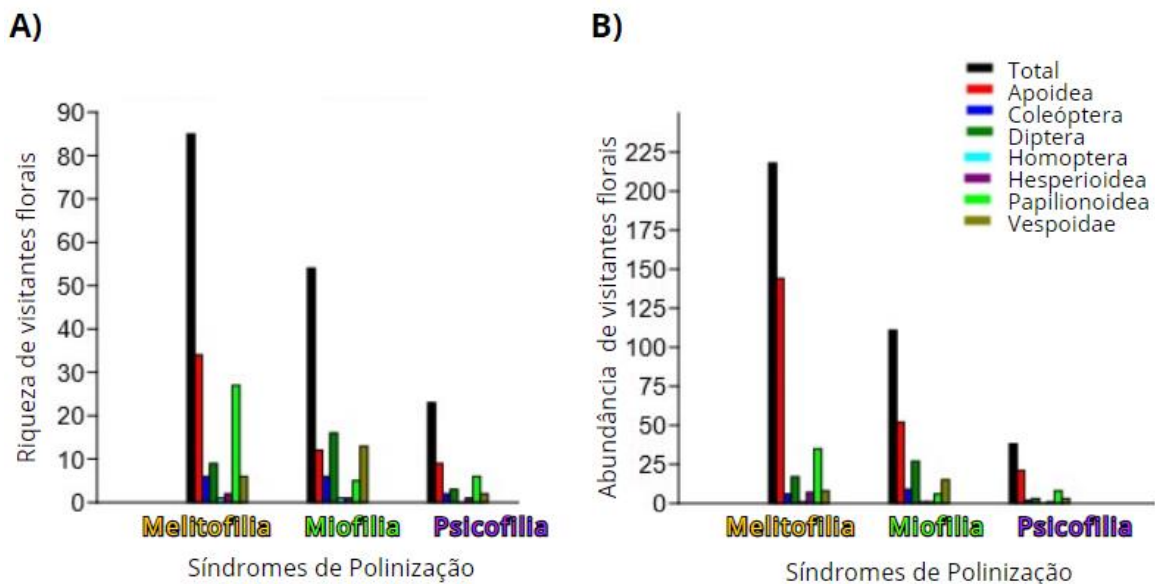 A)
Riqueza de visitantes florais
90
80
70
60
50
40
30
20
10
0
Melitofilia Miofilia Psicofilia
Síndromes de Polinização
B)
Abundância de visitantes florais
225
200
175
150
125
100
75
50
25
0
Melitofilia Miofilia Psicofilia
Síndromes de Polinização
Total
Apoidea
Coleóptera
Diptera
Homoptera
Hesperioidea
Papilionoidea
Vespoidae